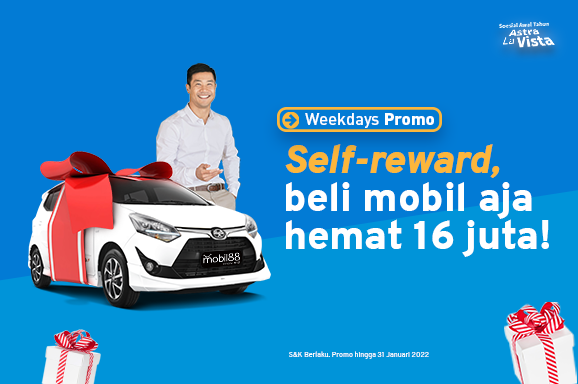 Spesial Awal Tahun
Astra
La Vista
Weekdays Promo
Self-reward,
beli mobil aja
hemat 16 juta!
mobil88
S&K Berlaku. Promo hingga 31 Januari 2022